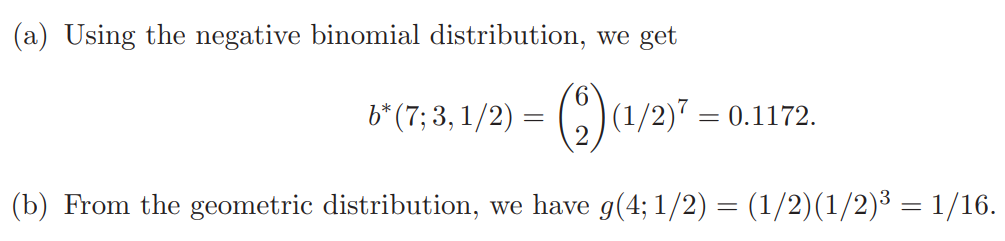 (a) Using the negative binomial distribution, we get
b*(7; 3, 1/2) = \binom{6}{2}(1/2)^7 = 0.1172.
(b) From the geometric distribution, we have g(4; 1/2) = (1/2)(1/2)^3 = 1/16.